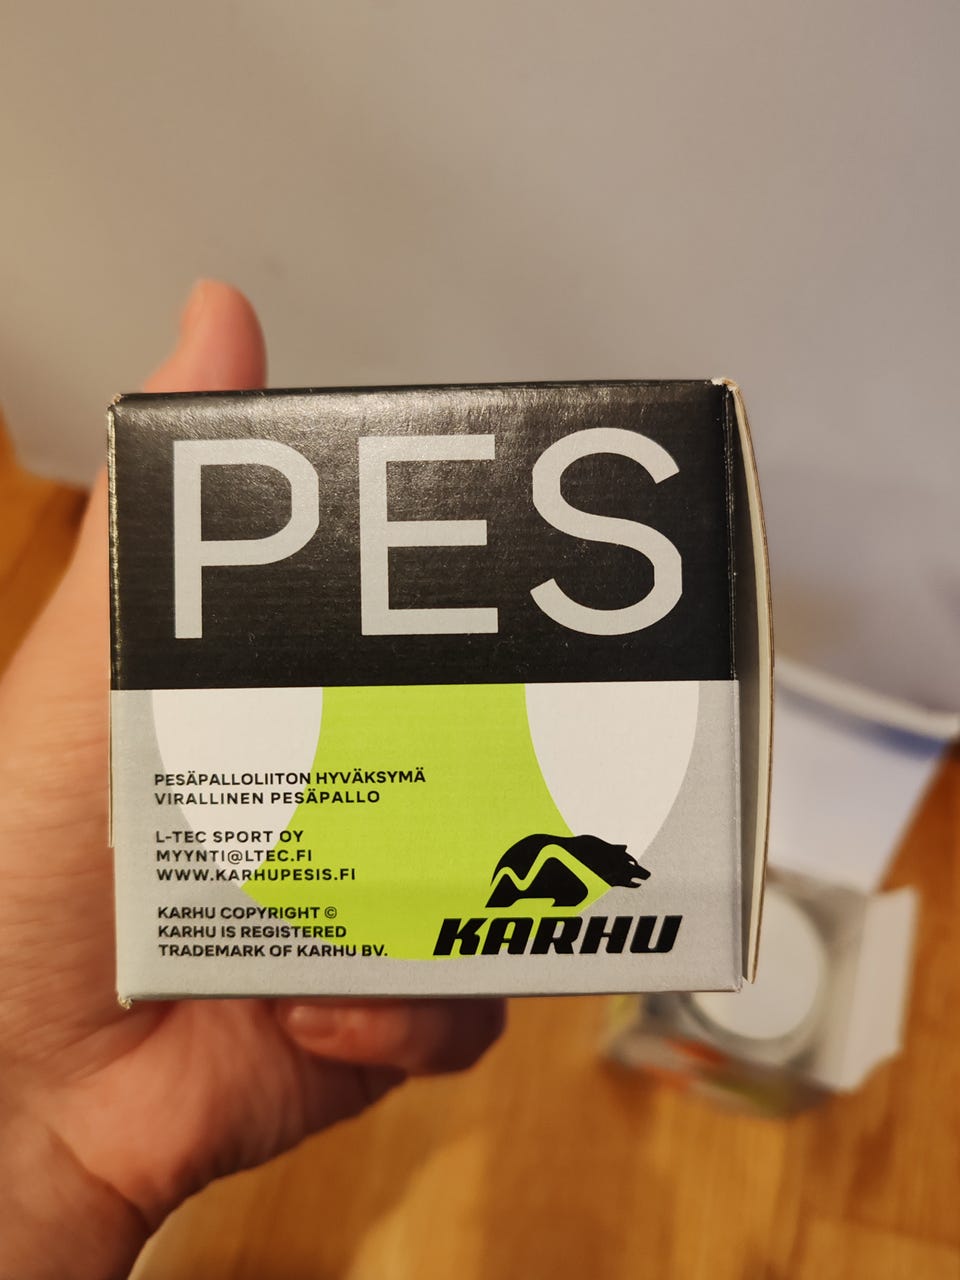 PES
PESÄPALLOLIITON HYVÄKSYMÄ
VIRALLINEN PESÄPALLO
L-TEC SPORT OY
MYYNTI@LTEC.FI
WWW.KARHUPESIS.FI
KARHU COPYRIGHT ©
KARHU IS REGISTERED
TRADEMARK OF KARHU BV.
KARHU